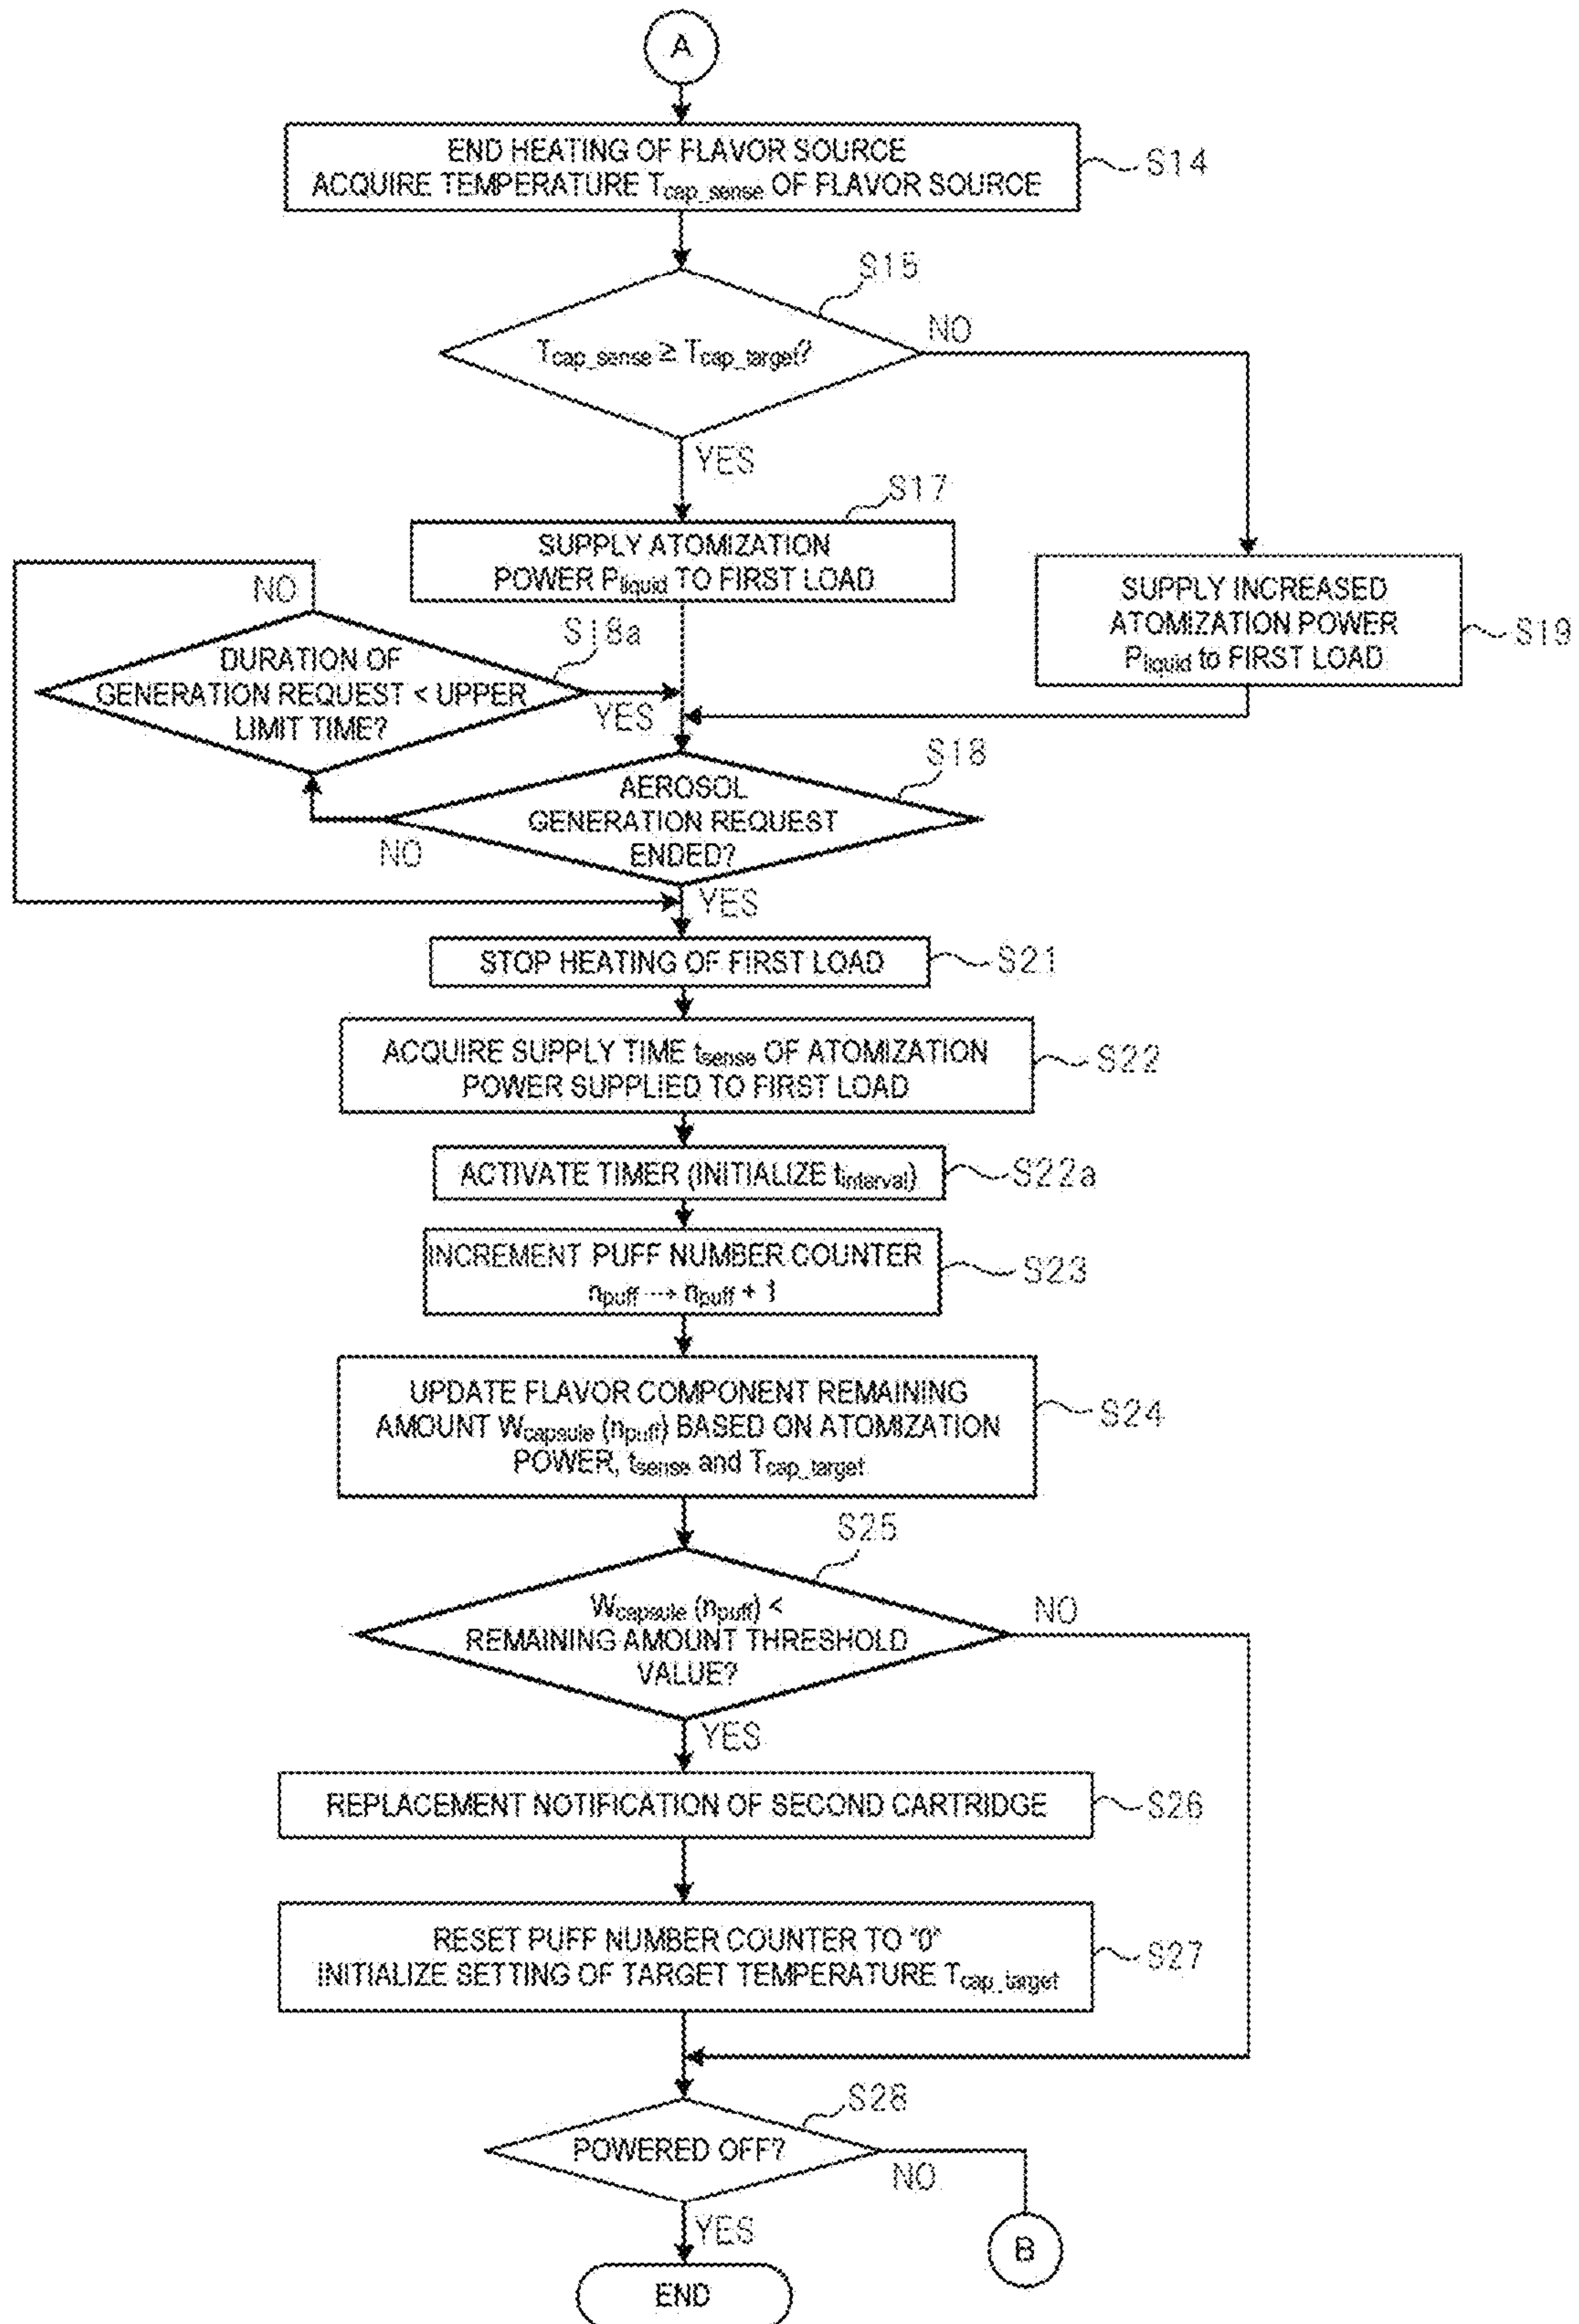 A
END HEATING OF FLAVOR SOURCE
ACQUIRE TEMPERATURE Tcap_sense OF FLAVOR SOURCE
S14
S15
Tcap_sense ≥ Tcap_target?
NO
YES
S17
SUPPLY ATOMIZATION
POWER Pliquid TO FIRST LOAD
SUPPLY INCREASED
ATOMIZATION POWER
Pliquid to FIRST LOAD
S19
NO
S18a
DURATION OF
GENERATION REQUEST < UPPER
LIMIT TIME?
YES
S18
AEROSOL
GENERATION REQUEST
ENDED?
NO
YES
STOP HEATING OF FIRST LOAD
S21
ACQUIRE SUPPLY TIME tsense OF ATOMIZATION
POWER SUPPLIED TO FIRST LOAD
S22
ACTIVATE TIMER (INITIALIZE tinterval)
S22a
INCREMENT PUFF NUMBER COUNTER
npuff → npuff + 1
S23
UPDATE FLAVOR COMPONENT REMAINING
AMOUNT Wcapsule (npuff) BASED ON ATOMIZATION
POWER, tsense and Tcap_target
S24
S25
Wcapsule (npuff) <
REMAINING AMOUNT THRESHOLD
VALUE?
NO
YES
REPLACEMENT NOTIFICATION OF SECOND CARTRIDGE
S26
RESET PUFF NUMBER COUNTER TO "0"
INITIALIZE SETTING OF TARGET TEMPERATURE Tcap_target
S27
S28
POWERED OFF?
NO
YES
B
END